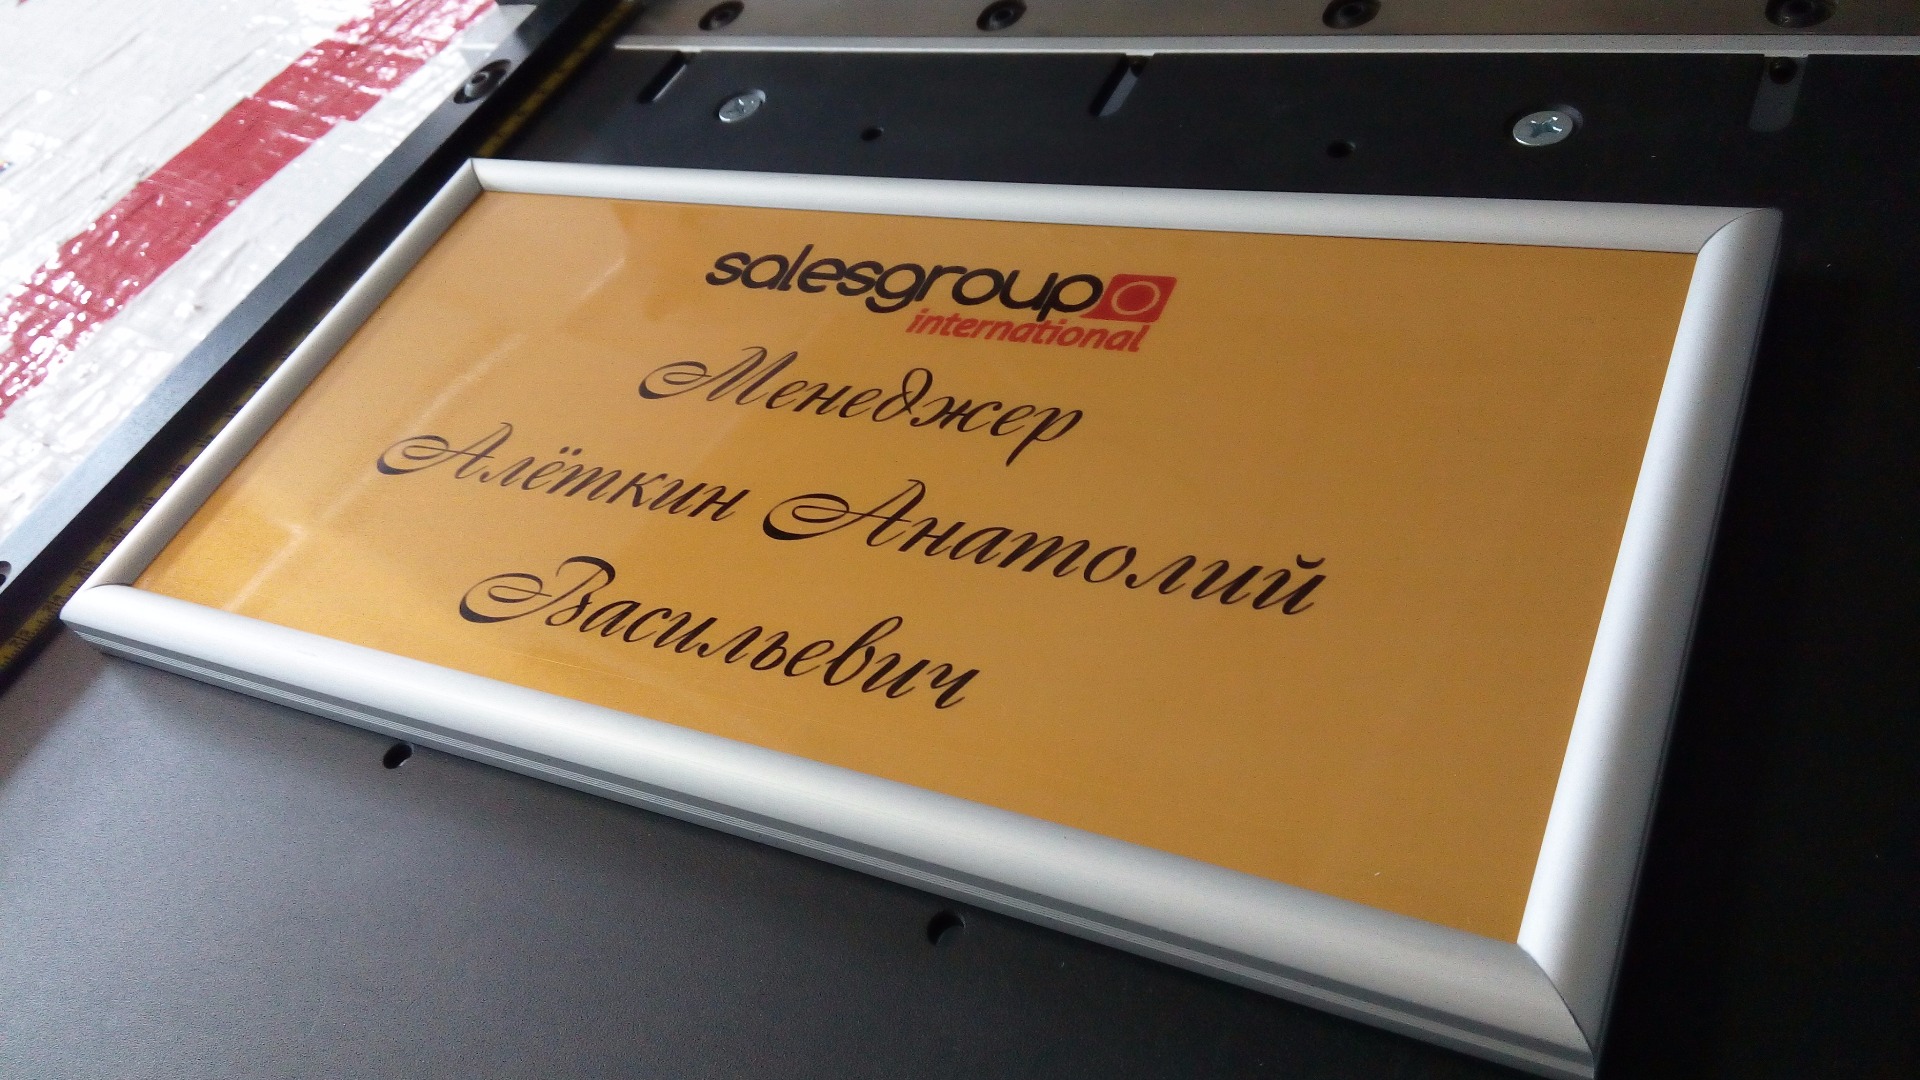 salesgroup
international
Менеджер
Алёткин Анатолий
Васильевич